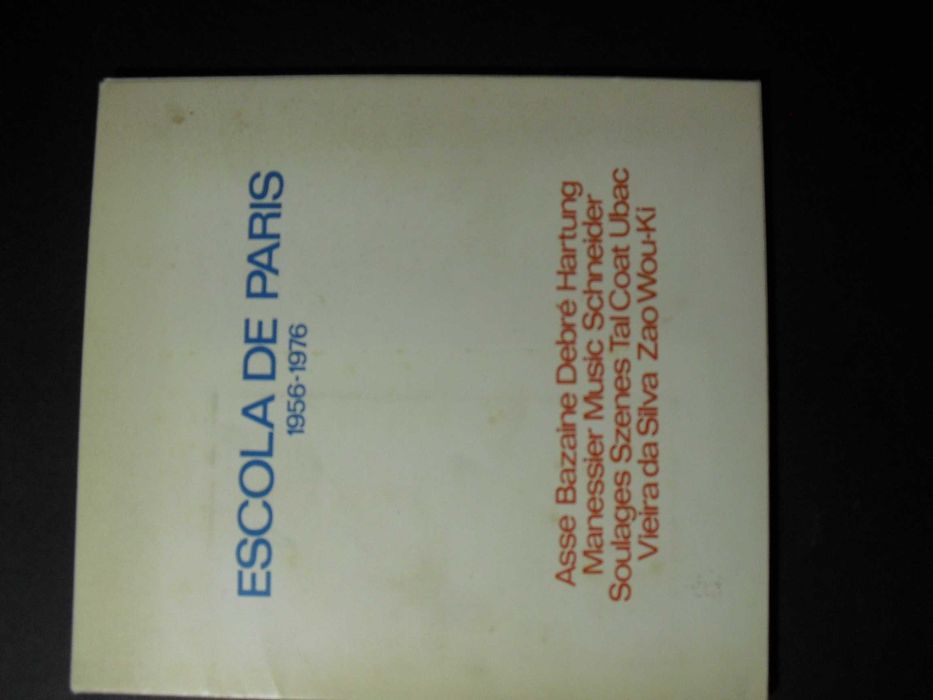 ESCOLA DE PARIS
1956-1976
Asse Bazaine Debré Hartung
Manessier Music Schneider
Soulages Szenes Tal Coat Ubac
Vieira da Silva Zao Wou-Ki